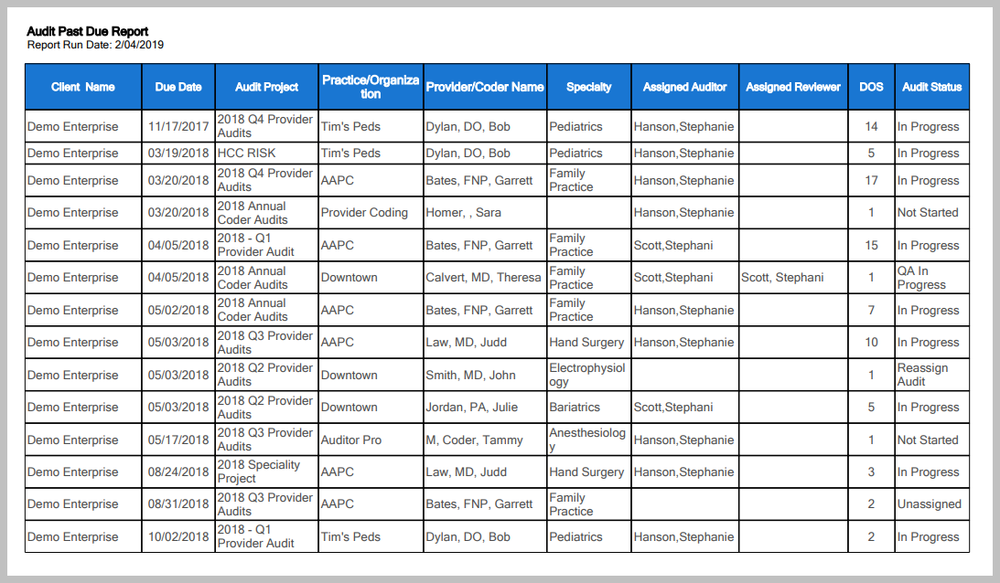 Audit Past Due Report
Report Run Date: 2/04/2019
Client Name Due Date Audit Project Practice/Organiza Provider/Coder Name Specialty Assigned Auditor Assigned Reviewer DOS Audit Status
tion
Demo Enterprise 11/17/2017 2018 Q4 Provider Tim's Peds Dylan, DO, Bob Pediatrics Hanson,Stephanie 14 In Progress
Audits
Demo Enterprise 03/19/2018 HCC RISK Tim's Peds Dylan, DO, Bob Pediatrics Hanson,Stephanie 5 In Progress
Demo Enterprise 03/20/2018 2018 Q4 Provider AAPC Bates, FNP, Garrett Family Hanson,Stephanie 17 In Progress
Audits Practice
Demo Enterprise 03/20/2018 2018 Annual Provider Coding Homer, , Sara Hanson,Stephanie 1 Not Started
Coder Audits
Demo Enterprise 04/05/2018 2018 - Q1 AAPC Bates, FNP, Garrett Family Scott,Stephani 15 In Progress
Provider Audit Practice
Demo Enterprise 04/05/2018 2018 Annual Downtown Calvert, MD, Theresa Family Scott,Stephani Scott, Stephani 1 QA In
Coder Audits Practice Progress
Demo Enterprise 05/02/2018 2018 Annual AAPC Bates, FNP, Garrett Family Hanson,Stephanie 7 In Progress
Coder Audits Practice
Demo Enterprise 05/03/2018 2018 Q3 Provider AAPC Law, MD, Judd Hand Surgery Hanson,Stephanie 10 In Progress
Audits
Demo Enterprise 05/03/2018 2018 Q2 Provider Downtown Smith, MD, John Electrophysiol 1 Reassign
Audits ogy Audit
Demo Enterprise 05/03/2018 2018 Q2 Provider Downtown Jordan, PA, Julie Bariatrics Scott,Stephani 5 In Progress
Audits
Demo Enterprise 05/17/2018 2018 Q3 Provider Auditor Pro M, Coder, Tammy Anesthesiolog Hanson,Stephanie 1 Not Started
Audits y
Demo Enterprise 08/24/2018 2018 Speciality AAPC Law, MD, Judd Hand Surgery Hanson,Stephanie 3 In Progress
Project
Demo Enterprise 08/31/2018 2018 Q3 Provider AAPC Bates, FNP, Garrett Family 2 Unassigned
Audits Practice
Demo Enterprise 10/02/2018 2018 - Q1 Tim's Peds Dylan, DO, Bob Pediatrics Hanson,Stephanie 2 In Progress
Provider Audit